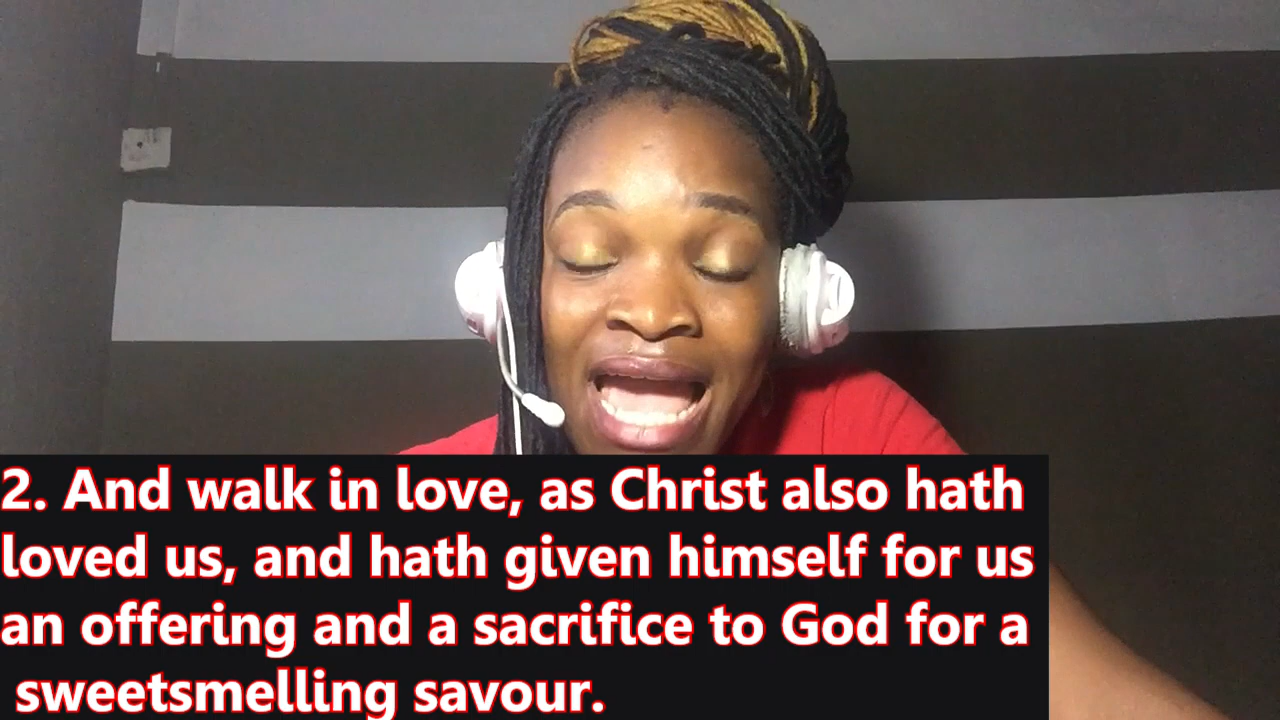 2. And walk in love, as Christ also hath
loved us, and hath given himself for us
an offering and a sacrifice to God for a
sweetsmelling savour.